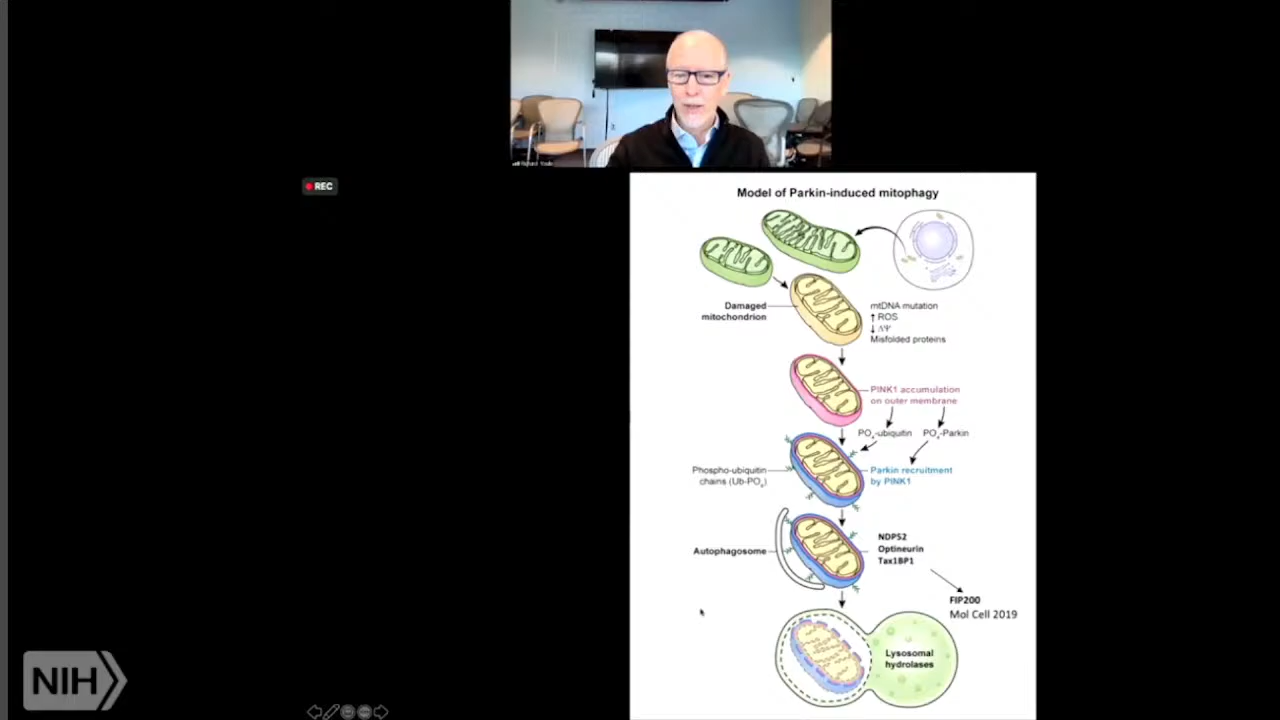 REC
Model of Parkin-induced mitophagy
Damaged
mitochondrion
mtDNA mutation
↑ ROS
↓ ΔΨ
Misfolded proteins
PINK1 accumulation
on outer membrane
PO4-ubiquitin
PO4-Parkin
Phospho-ubiquitin
chains (Ub-PO4)
Parkin recruitment
by PINK1
Autophagosome
NDP52
Optineurin
Tax1BP1
FIP200
Mol Cell 2019
Lysosomal
hydrolases
NIH